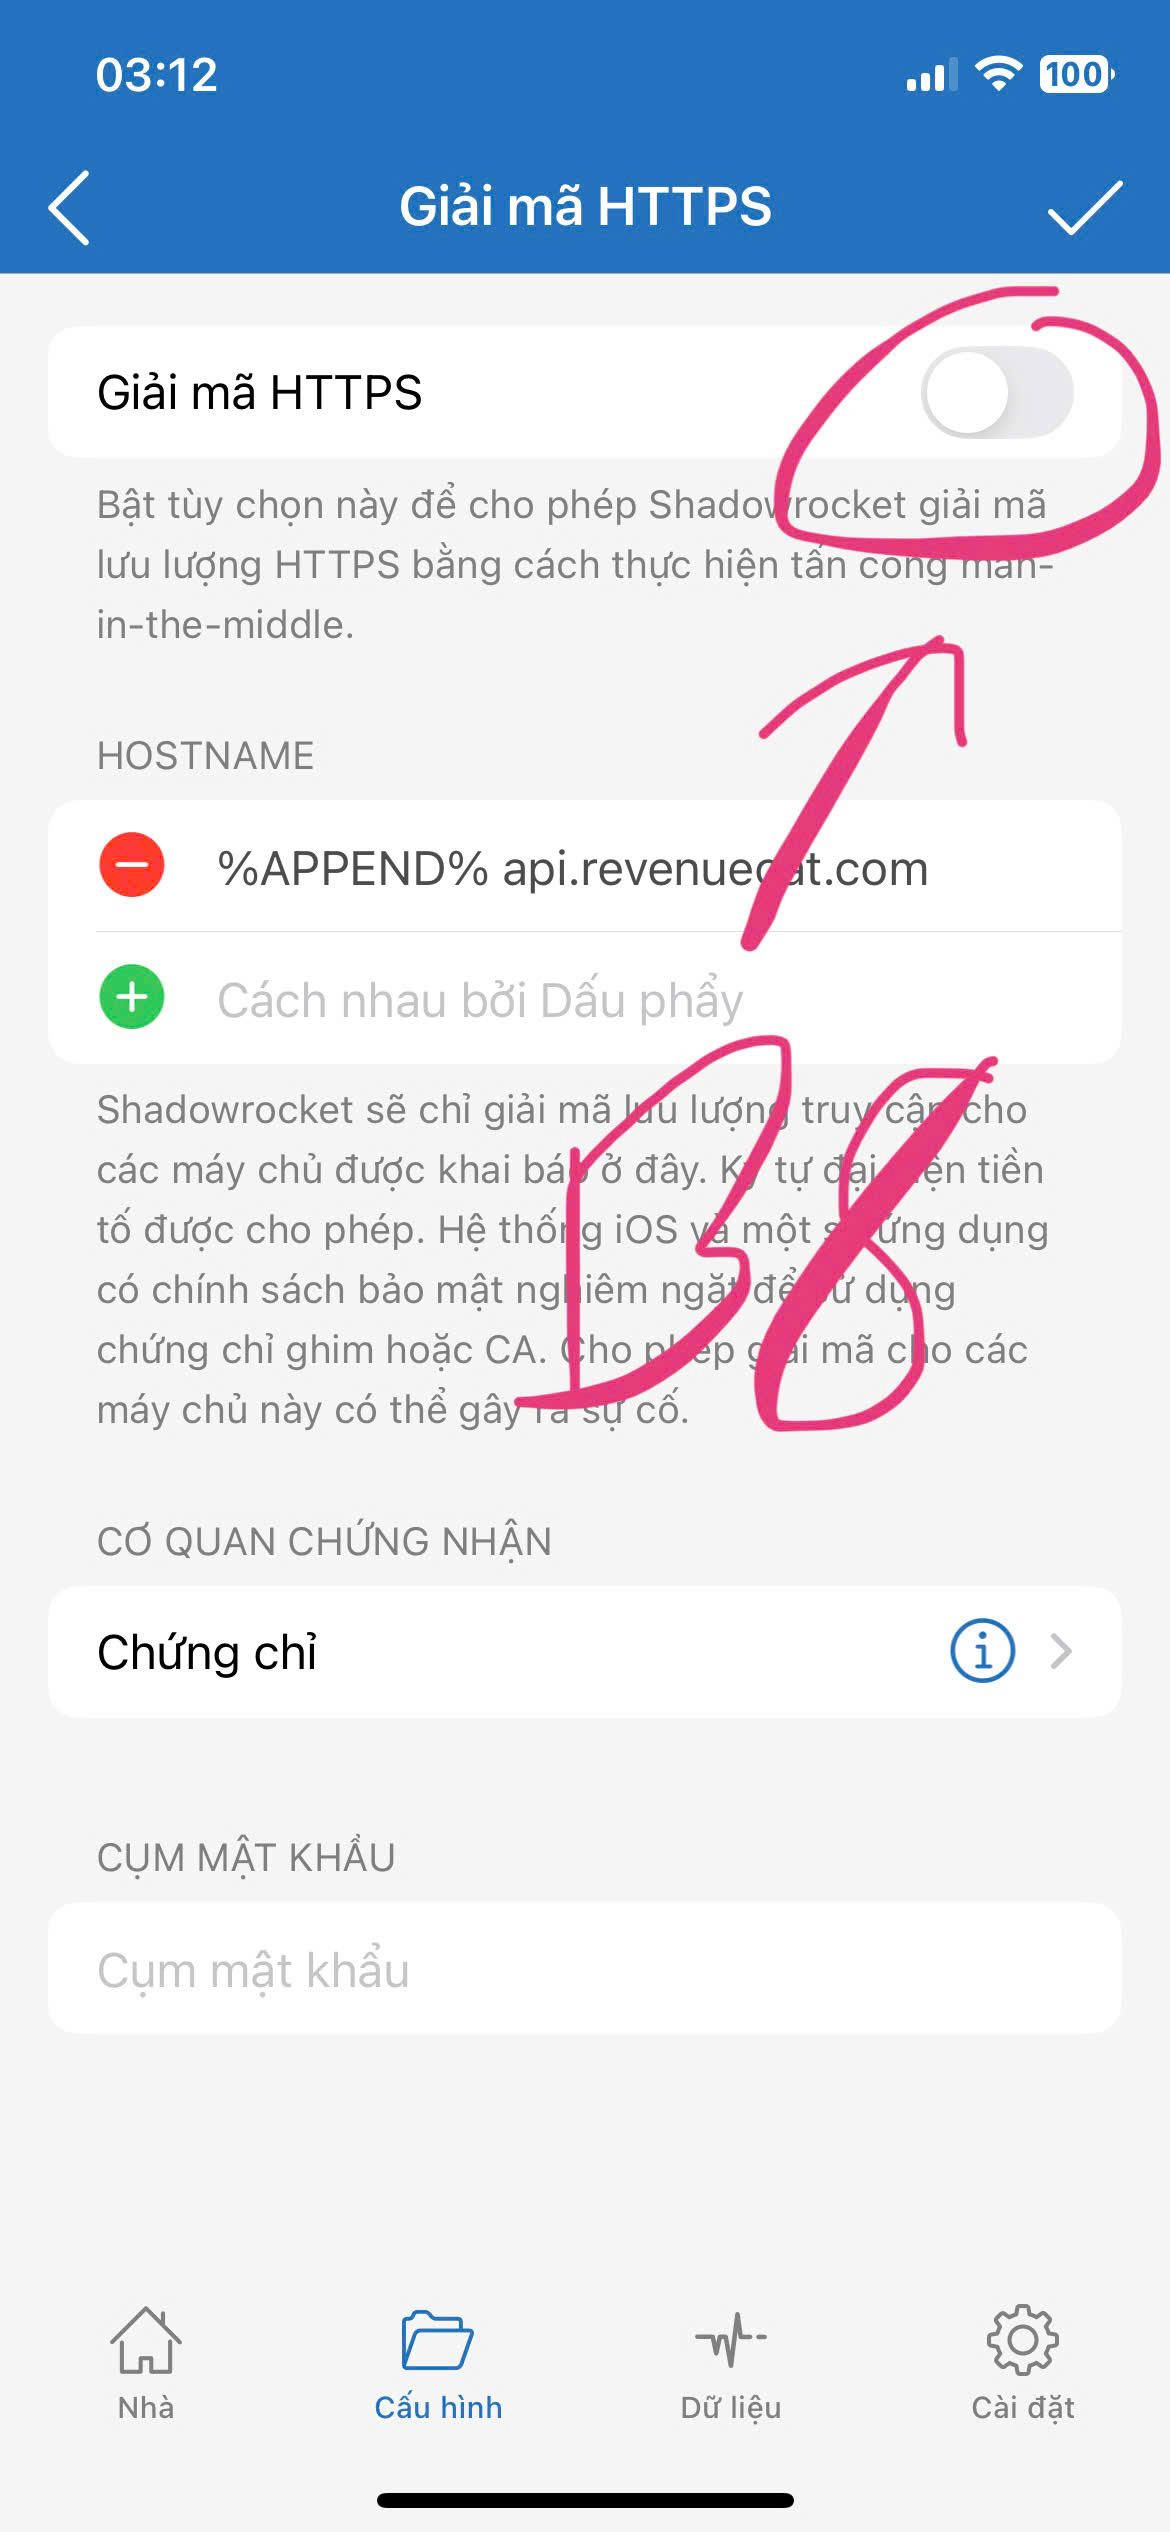 03:12
100
Giải mã HTTPS
Giải mã HTTPS
Bật tùy chọn này để cho phép Shadowrocket giải mã
lưu lượng HTTPS bằng cách thực hiện tấn công man-
in-the-middle.
HOSTNAME
%APPEND% api.revenuecat.com
Cách nhau bởi Dấu phẩy
B8
Shadowrocket sẽ chỉ giải mã lưu lượng truy cập cho
các máy chủ được khai báo ở đây. Ký tự đại diện tiền
tố được cho phép. Hệ thống iOS và một số ứng dụng
có chính sách bảo mật nghiêm ngặt để sử dụng
chứng chỉ ghim hoặc CA. Cho phép giải mã cho các
máy chủ này có thể gây ra sự cố.
CƠ QUAN CHỨNG NHẬN
Chứng chỉ
CỤM MẬT KHẨU
Cụm mật khẩu
Nhà
Cấu hình
Dữ liệu
Cài đặt